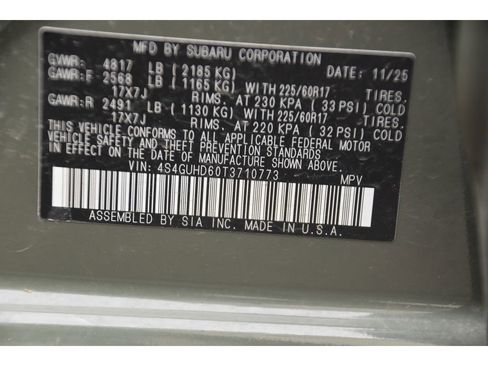 MFD BY SUBARU CORPORATION
GVWR: 4817 LB (2185 KG) DATE: 11/25
GAWR:F 2568 LB (1165 KG) WITH 225/60R17 TIRES.
17X7J RIMS. AT 230 KPA (33 PSI) COLD
GAWR:R 2491 LB (1130 KG) WITH 225/60R17 TIRES.
17X7J RIMS. AT 220 KPA (32 PSI) COLD
THIS VEHICLE CONFORMS TO ALL APPLICABLE FEDERAL MOTOR
VEHICLE SAFETY AND THEFT PREVENTION STANDARDS
IN EFFECT ON THE DATE OF MANUFACTURE SHOWN ABOVE.
VIN: 4S4GUHD60T3710773 MPV
ASSEMBLED BY SIA INC. MADE IN U.S.A.